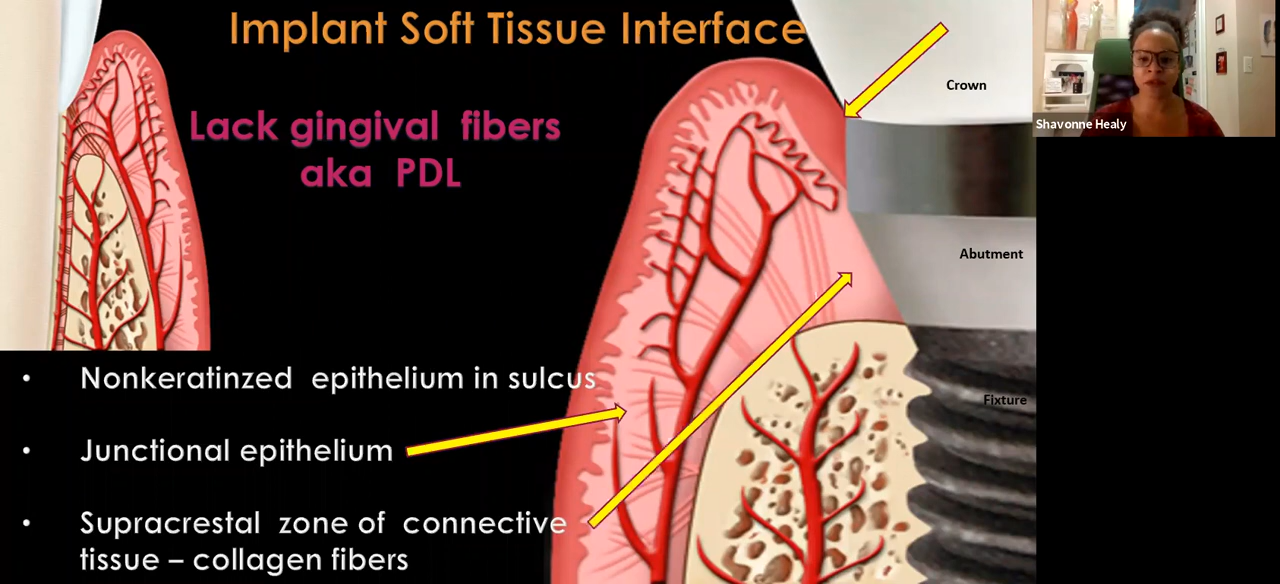 Implant Soft Tissue Interface
Lack gingival fibers
aka PDL
Crown
Shavonne Healy
Abutment
Fixture
• Nonkeratinzed epithelium in sulcus
• Junctional epithelium
• Supracrestal zone of connective
tissue – collagen fibers